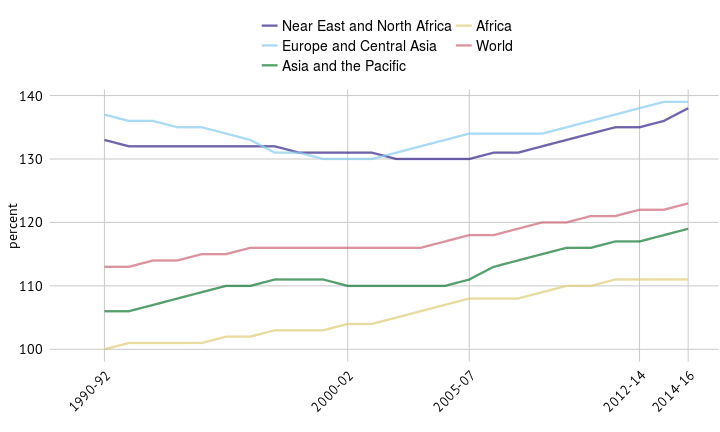 Near East and North Africa
Africa
Europe and Central Asia
World
Asia and the Pacific
140
130
120
110
100
percent
1990-92
2000-02
2005-07
2012-14
2014-16